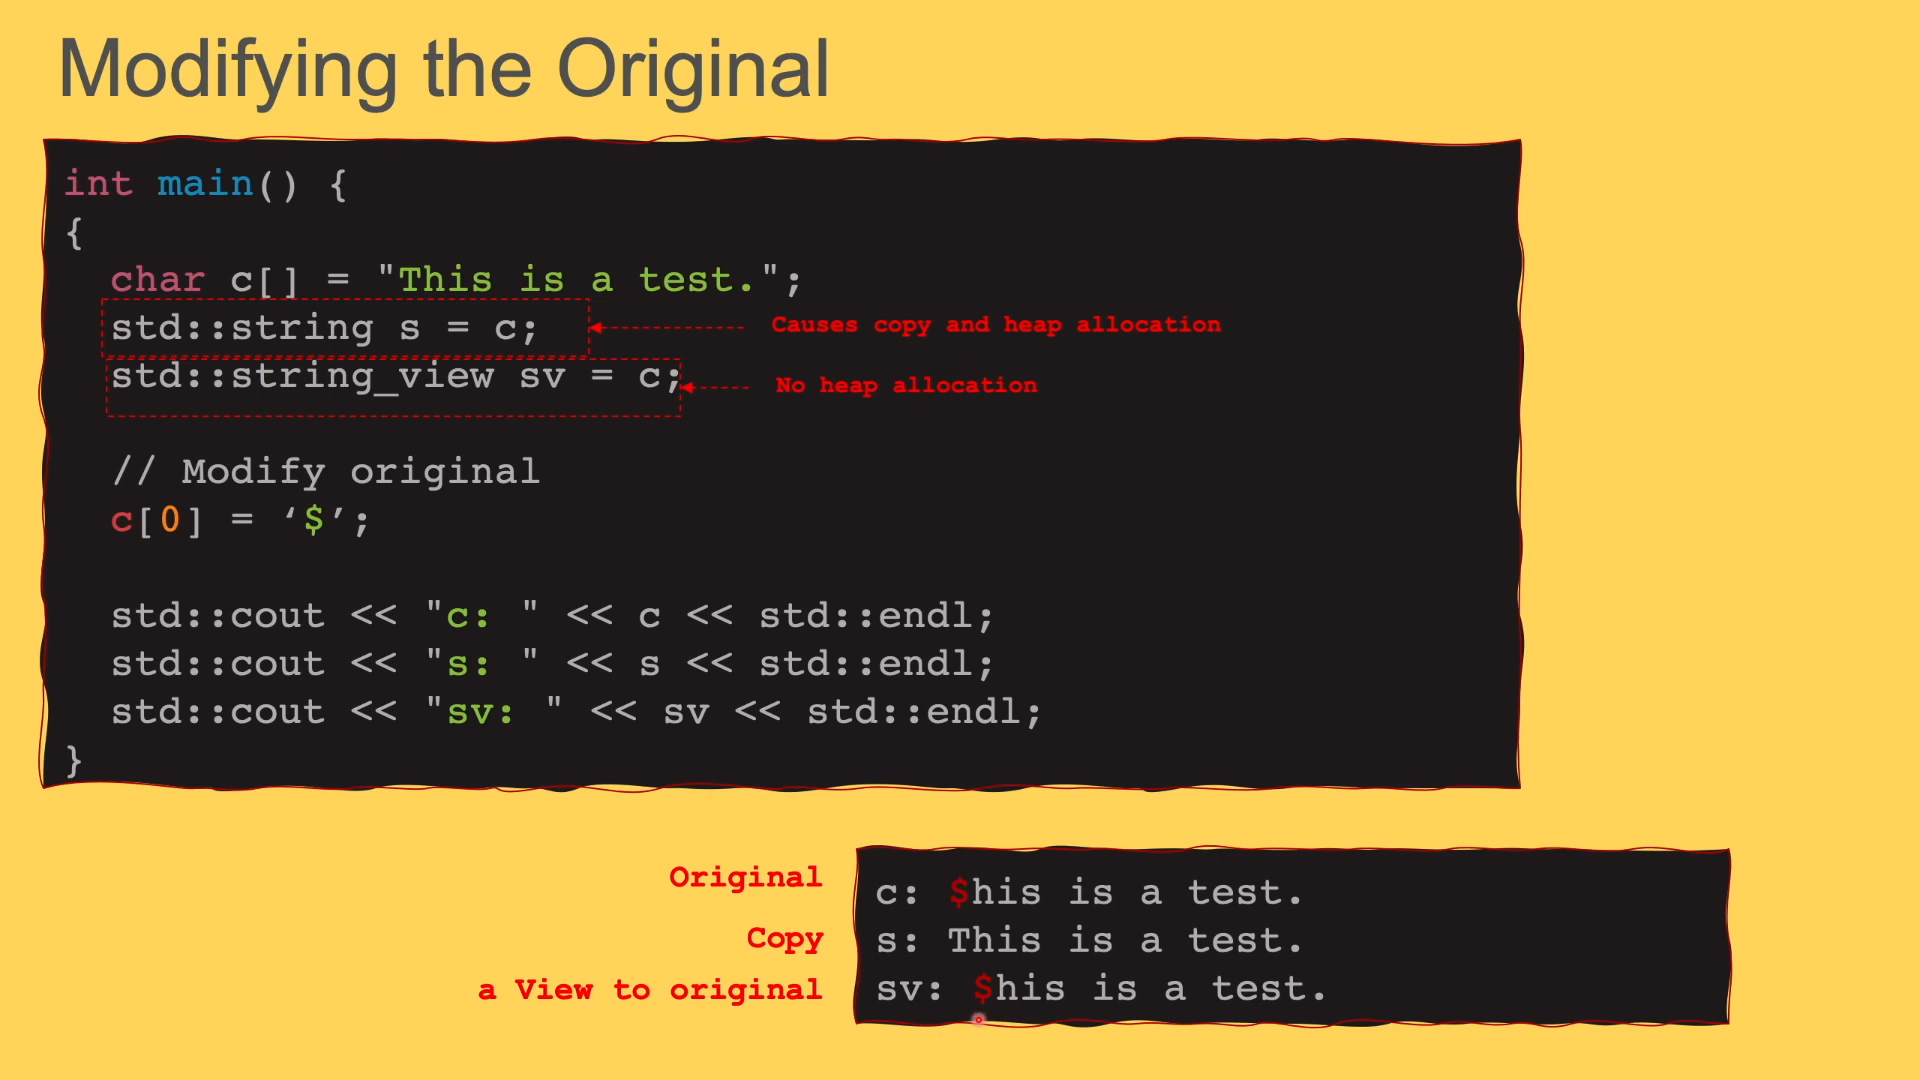 Modifying the Original
int main() {
{
char c[] = "This is a test.";
std::string s = c;
Causes copy and heap allocation
std::string_view sv = c;
No heap allocation
// Modify original
c[0] = ‘$’;
std::cout << "c: " << c << std::endl;
std::cout << "s: " << s << std::endl;
std::cout << "sv: " << sv << std::endl;
}
Original
c: $his is a test.
Copy
s: This is a test.
a View to original
sv: $his is a test.